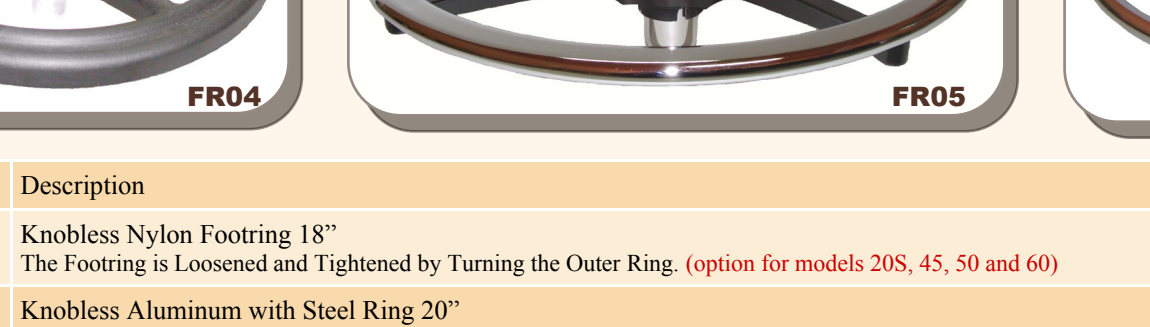 FR04
FR05
Description
Knobless Nylon Footring 18”
The Footring is Loosened and Tightened by Turning the Outer Ring. (option for models 20S, 45, 50 and 60)
Knobless Aluminum with Steel Ring 20”